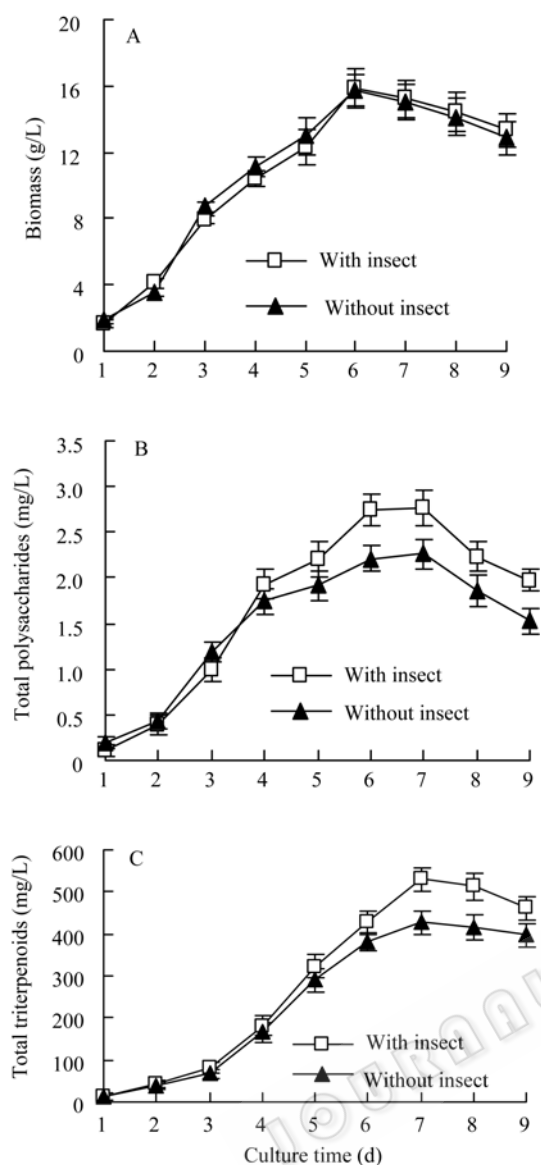 A
Biomass (g/L)
20
16
12
8
4
0
With insect
Without insect
1 2 3 4 5 6 7 8 9
B
Total polysaccharides (mg/L)
3.5
3.0
2.5
2.0
1.5
1.0
0.5
0
With insect
Without insect
1 2 3 4 5 6 7 8 9
C
Total triterpenoids (mg/L)
600
500
400
300
200
100
0
With insect
Without insect
1 2 3 4 5 6 7 8 9
Culture time (d)